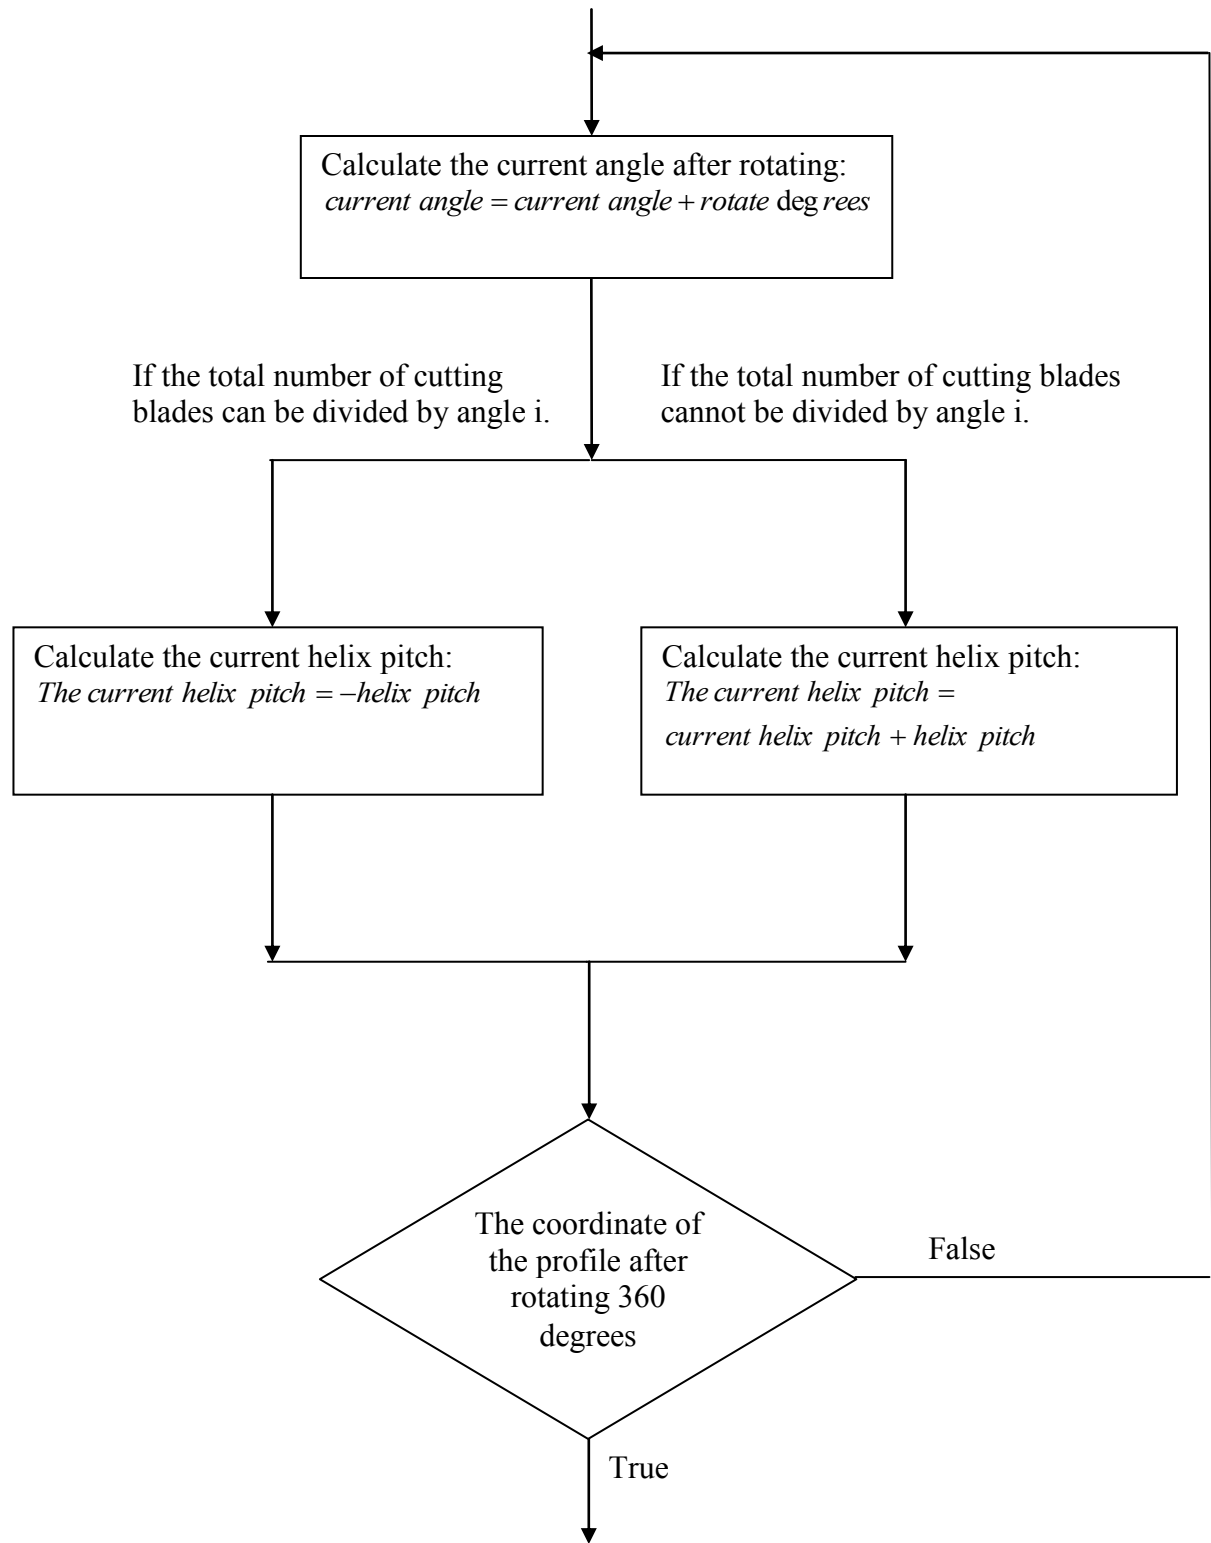 Calculate the current angle after rotating:
current angle = current angle + rotate deg rees
If the total number of cutting
blades can be divided by angle i.
If the total number of cutting blades
cannot be divided by angle i.
Calculate the current helix pitch:
The current helix pitch = −helix pitch
Calculate the current helix pitch:
The current helix pitch =
current helix pitch + helix pitch
The coordinate of
the profile after
rotating 360
degrees
False
True